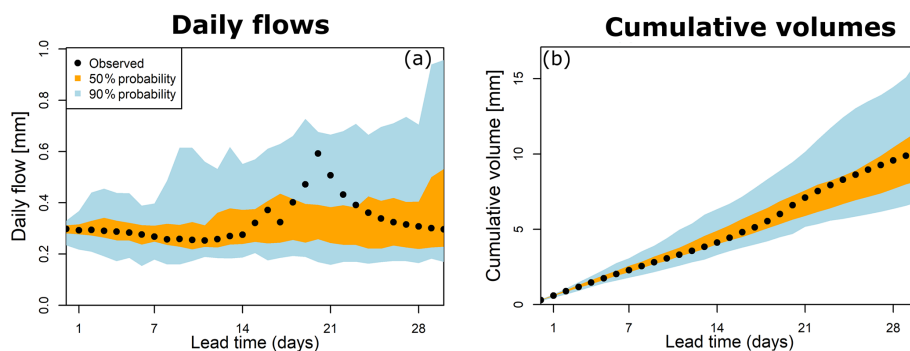 Daily flows
(a)
Observed
50% probability
90% probability
Daily flow [mm]
1.0
0.8
0.6
0.4
0.2
0.0
1 7 14 21 28
Lead time (days)
Cumulative volumes
(b)
Cumulative volume [mm]
15
10
5
0
1 7 14 21 28
Lead time (days)